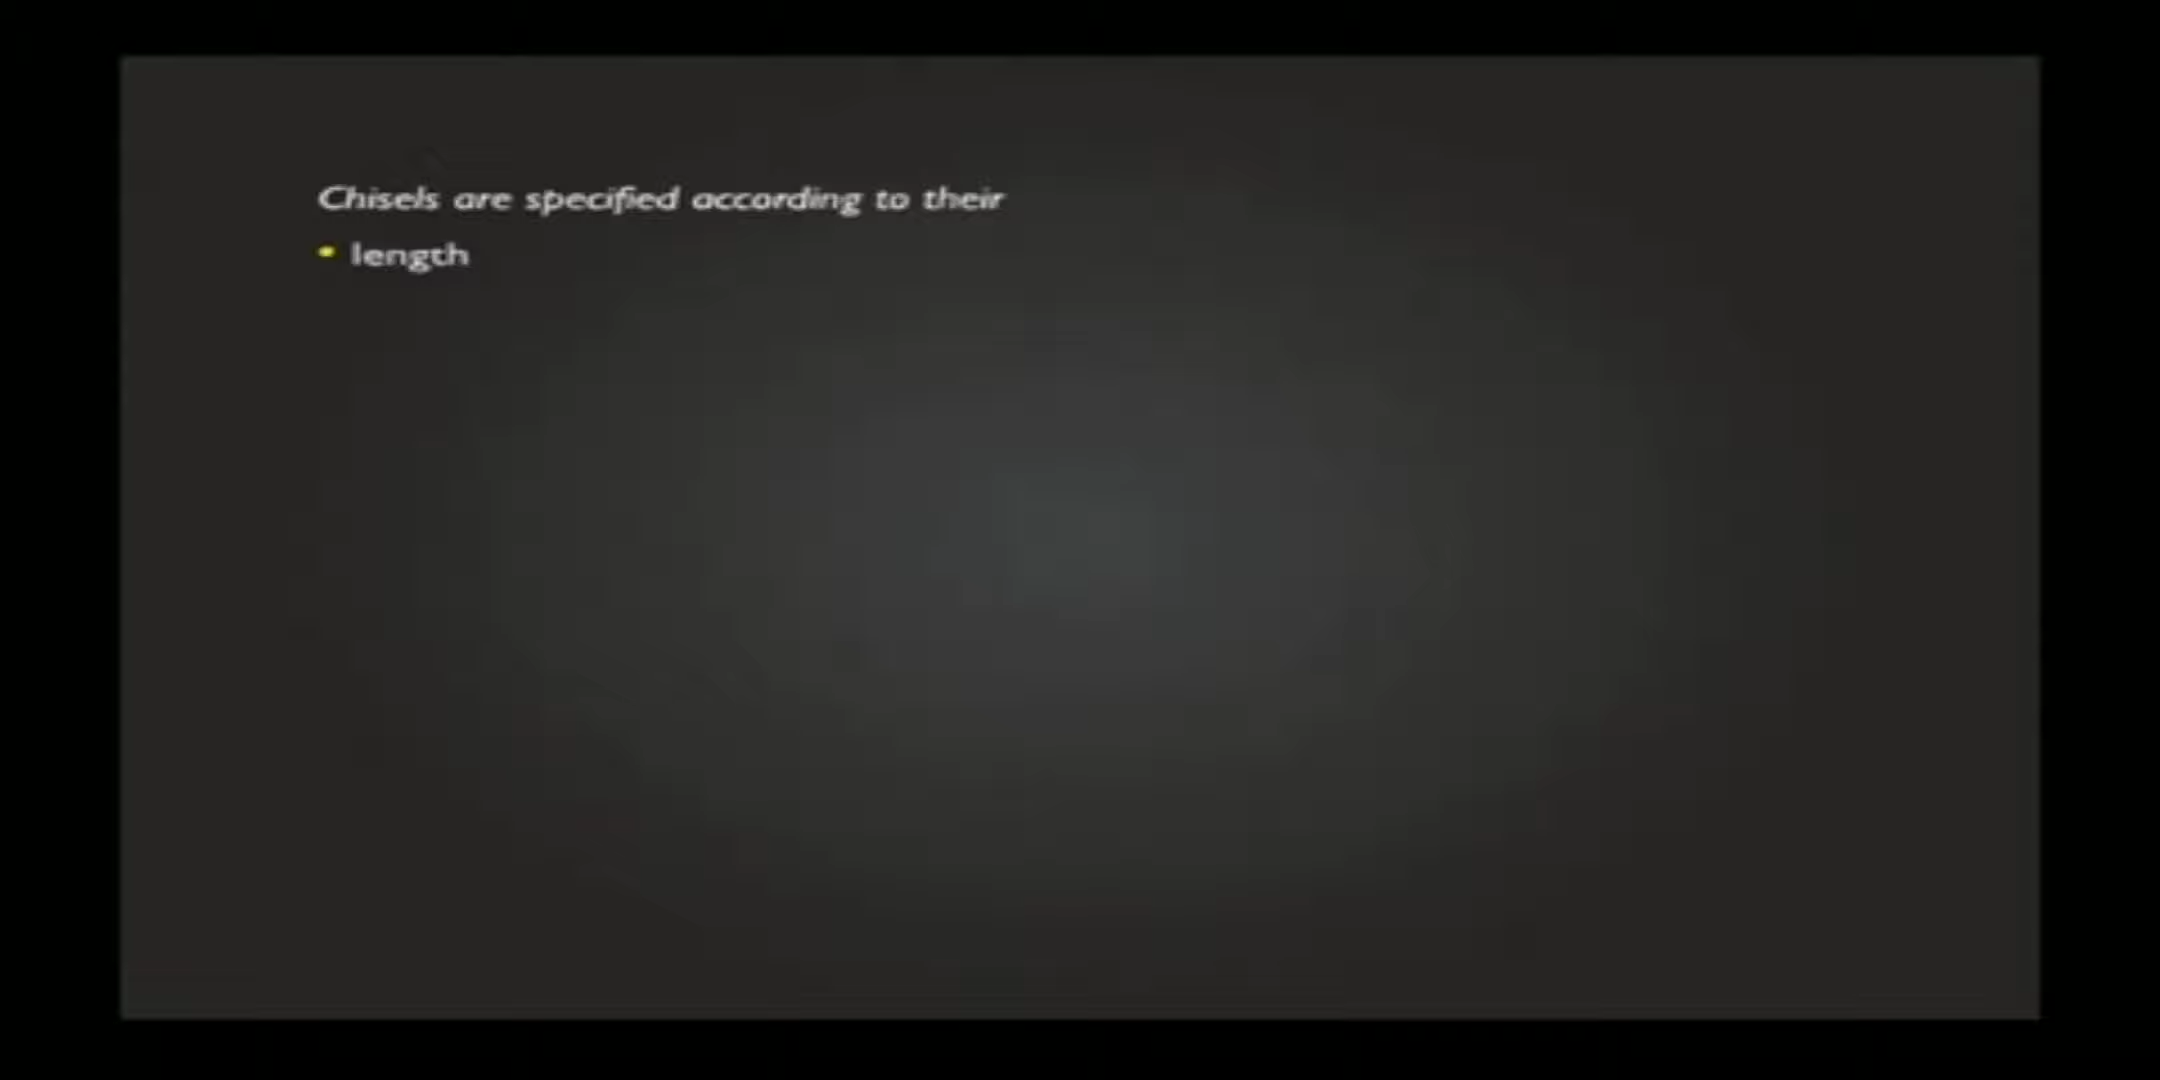 Chisels are specified according to their
• length